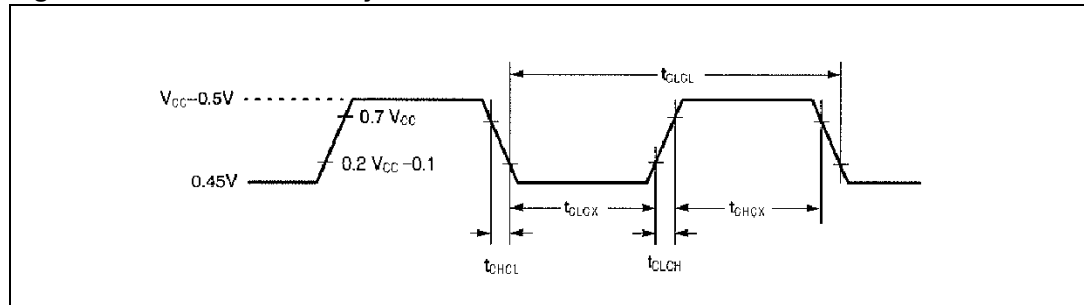 tCLCL
VCC–0.5V
0.7 VCC
0.2 VCC –0.1
0.45V
tCLCX
tCHCX
tCHCL
tCLCH